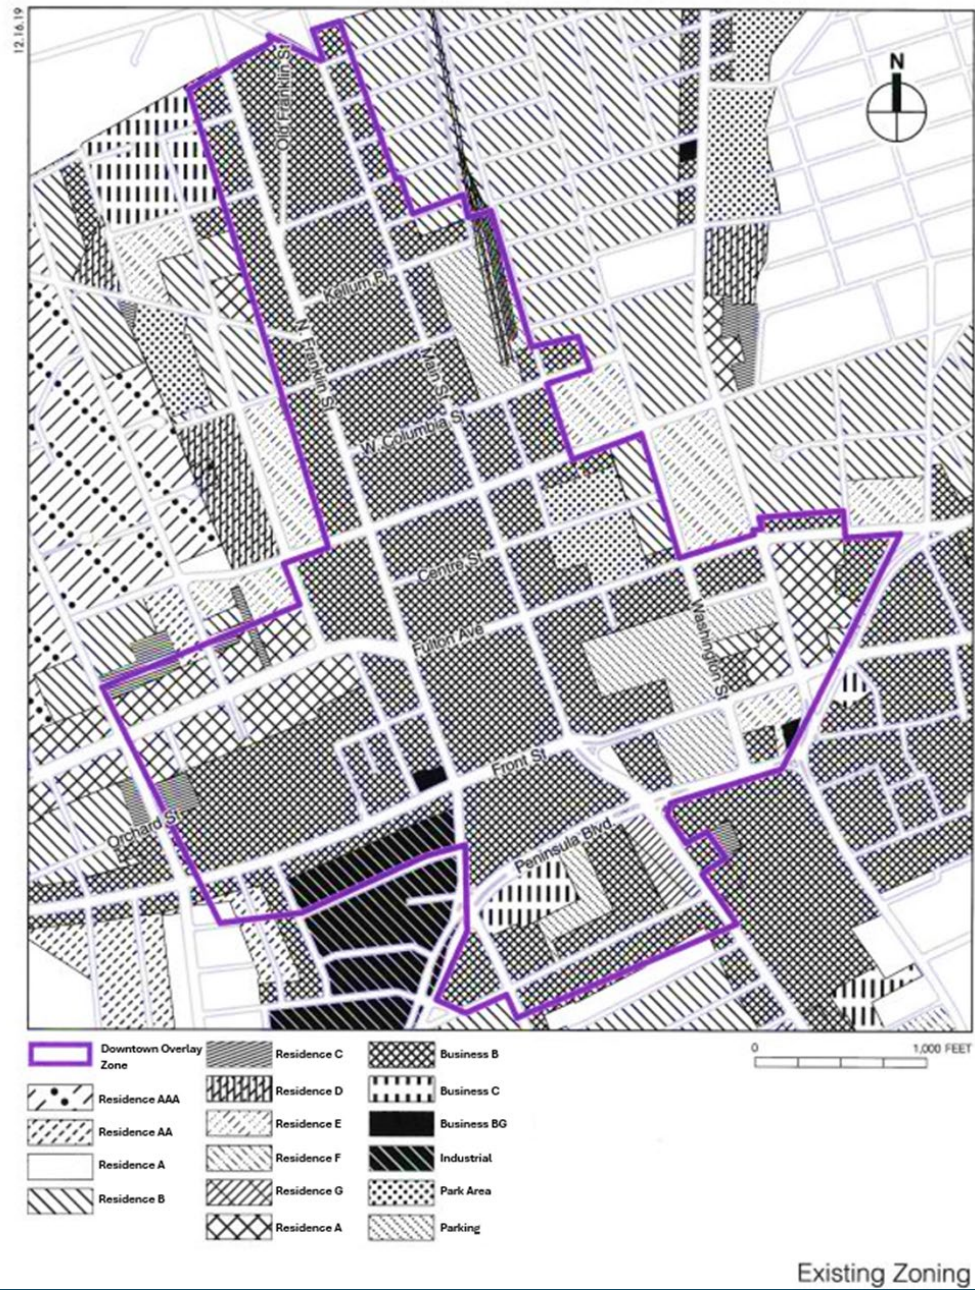 12.16.19
N
Old Franklin St
Kellum Pl
N. Franklin St
Main St
W. Columbia St
Centre St
Fulton Ave
Washington St
Front St
Orchard St
Peninsula Blvd.
Downtown Overlay
Zone
Residence AAA
Residence AA
Residence A
Residence B
Residence C
Residence D
Residence E
Residence F
Residence G
Residence A
Business B
Business C
Business BG
Industrial
Park Area
Parking
0 1,000 FEET
Existing Zoning